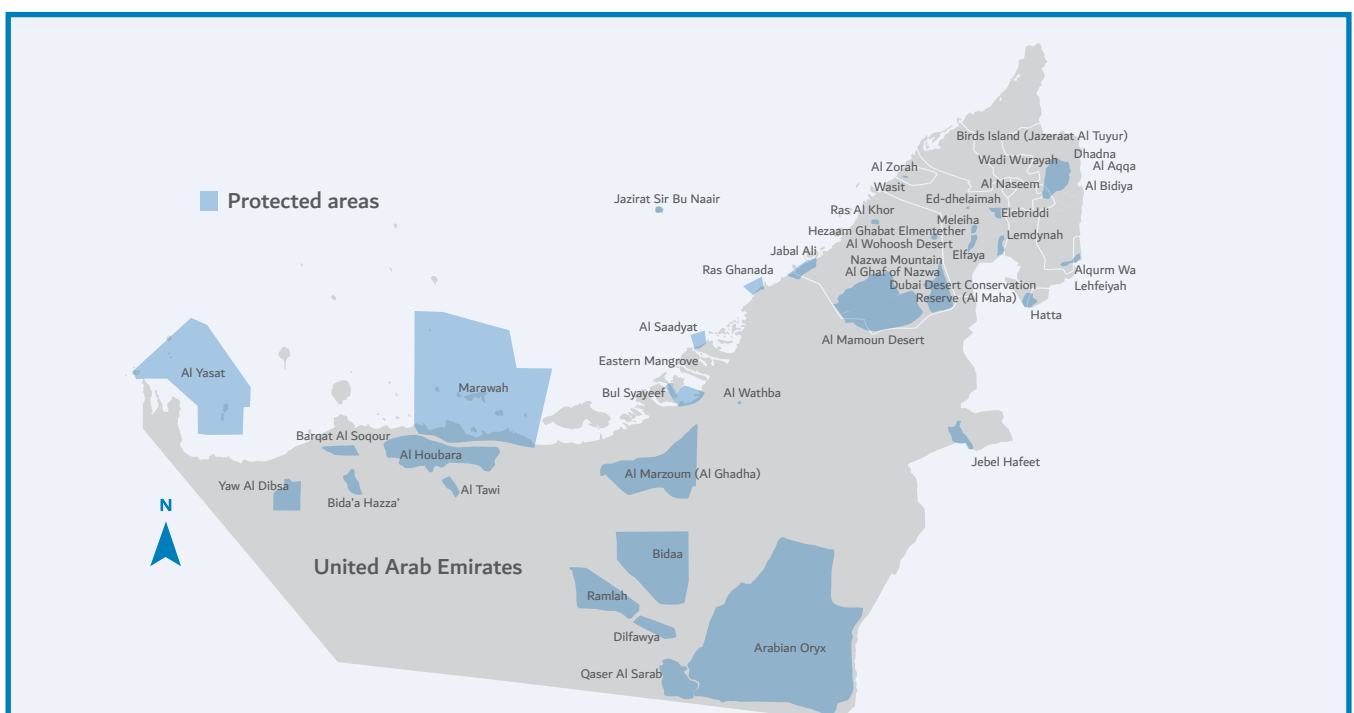 Birds Island (Jazeraat Al Tuyur)
Dhadna
Wadi Wurayah
Al Aqqa
Al Zorah
Al Naseem
Al Bidiya
Wasit
Protected areas
Jazirat Sir Bu Naair
Ed-dhelaimah
Ras Al Khor
Elebriddi
Meleiha
Hezaam Ghabat Elmentether
Lemdynah
Al Wohoosh Desert
Jabal Ali
Elfaya
Nazwa Mountain
Ras Ghanada
Al Ghaf of Nazwa
Alqurm Wa
Lehfeiyah
Dubai Desert Conservation
Reserve (Al Maha)
Hatta
Al Saadyat
Al Mamoun Desert
Eastern Mangrove
Al Yasat
Marawah
Bul Syayeef
Al Wathba
Barqat Al Soqour
Al Houbara
Jebel Hafeet
Al Marzoum (Al Ghadha)
Yaw Al Dibsa
Al Tawi
Bida'a Hazza'
N
Bidaa
United Arab Emirates
Ramlah
Dilfawya
Arabian Oryx
Qaser Al Sarab